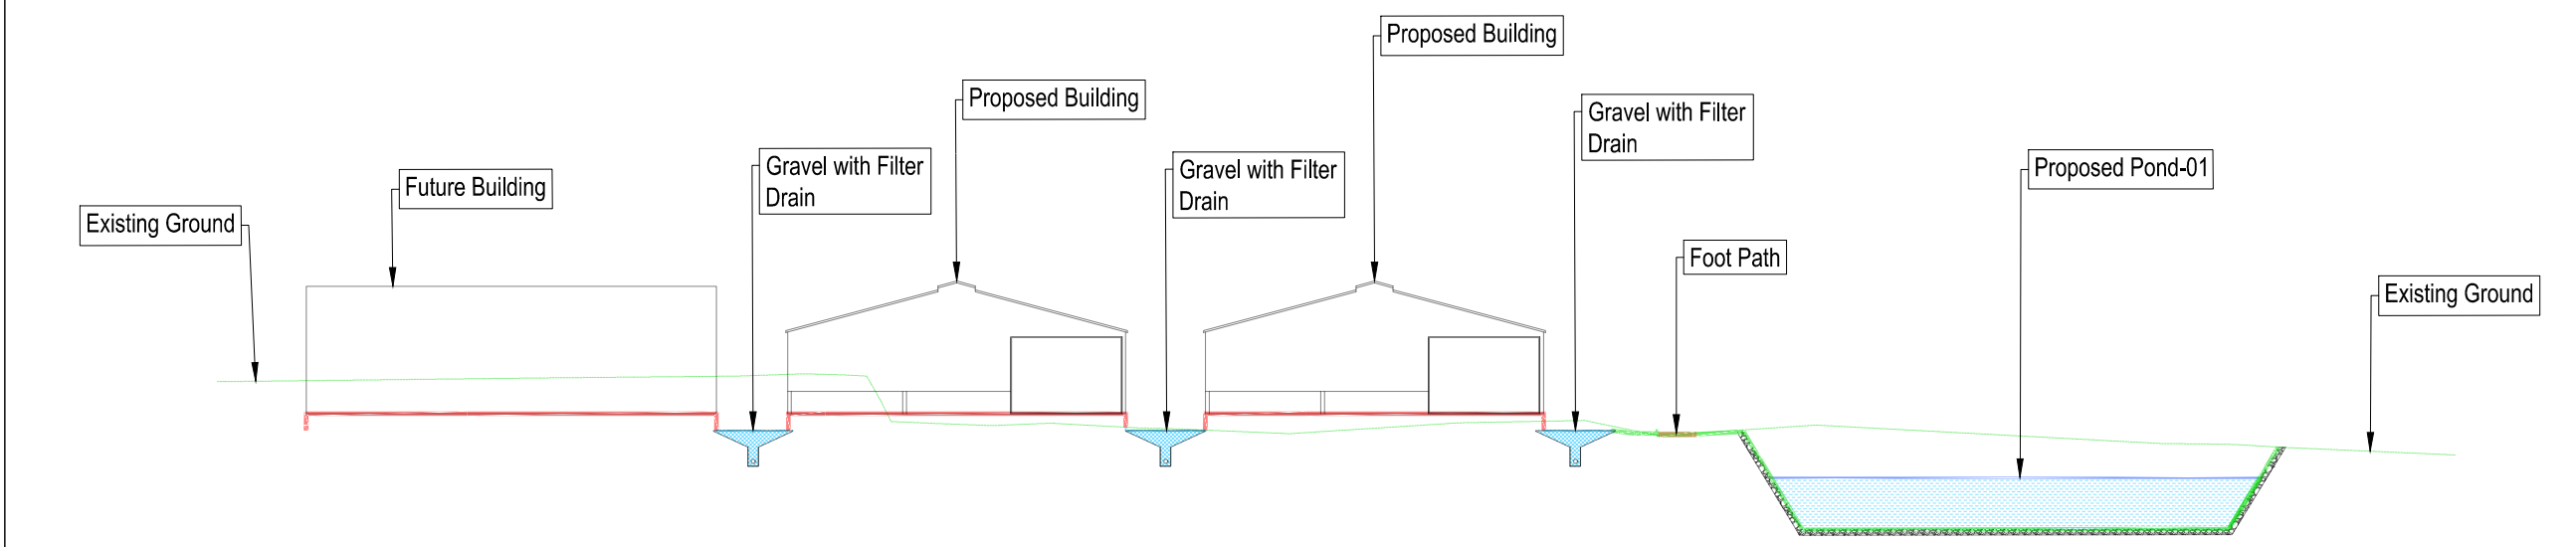 Existing Ground
Future Building
Gravel with Filter
Drain
Proposed Building
Gravel with Filter
Drain
Proposed Building
Gravel with Filter
Drain
Foot Path
Proposed Pond-01
Existing Ground